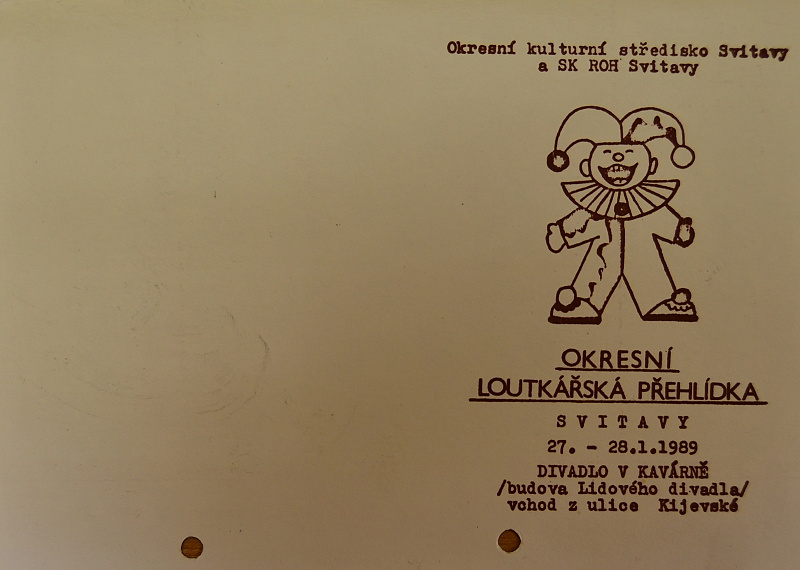 Okresní kulturní středisko Svitavy
a SK ROH Svitavy
OKRESNÍ
LOUTKÁŘSKÁ PŘEHLÍDKA
S V I T A V Y
27. - 28.1.1989
DIVADLO V KAVÁRNĚ
/budova Lidového divadla/
vchod z ulice Kijevské